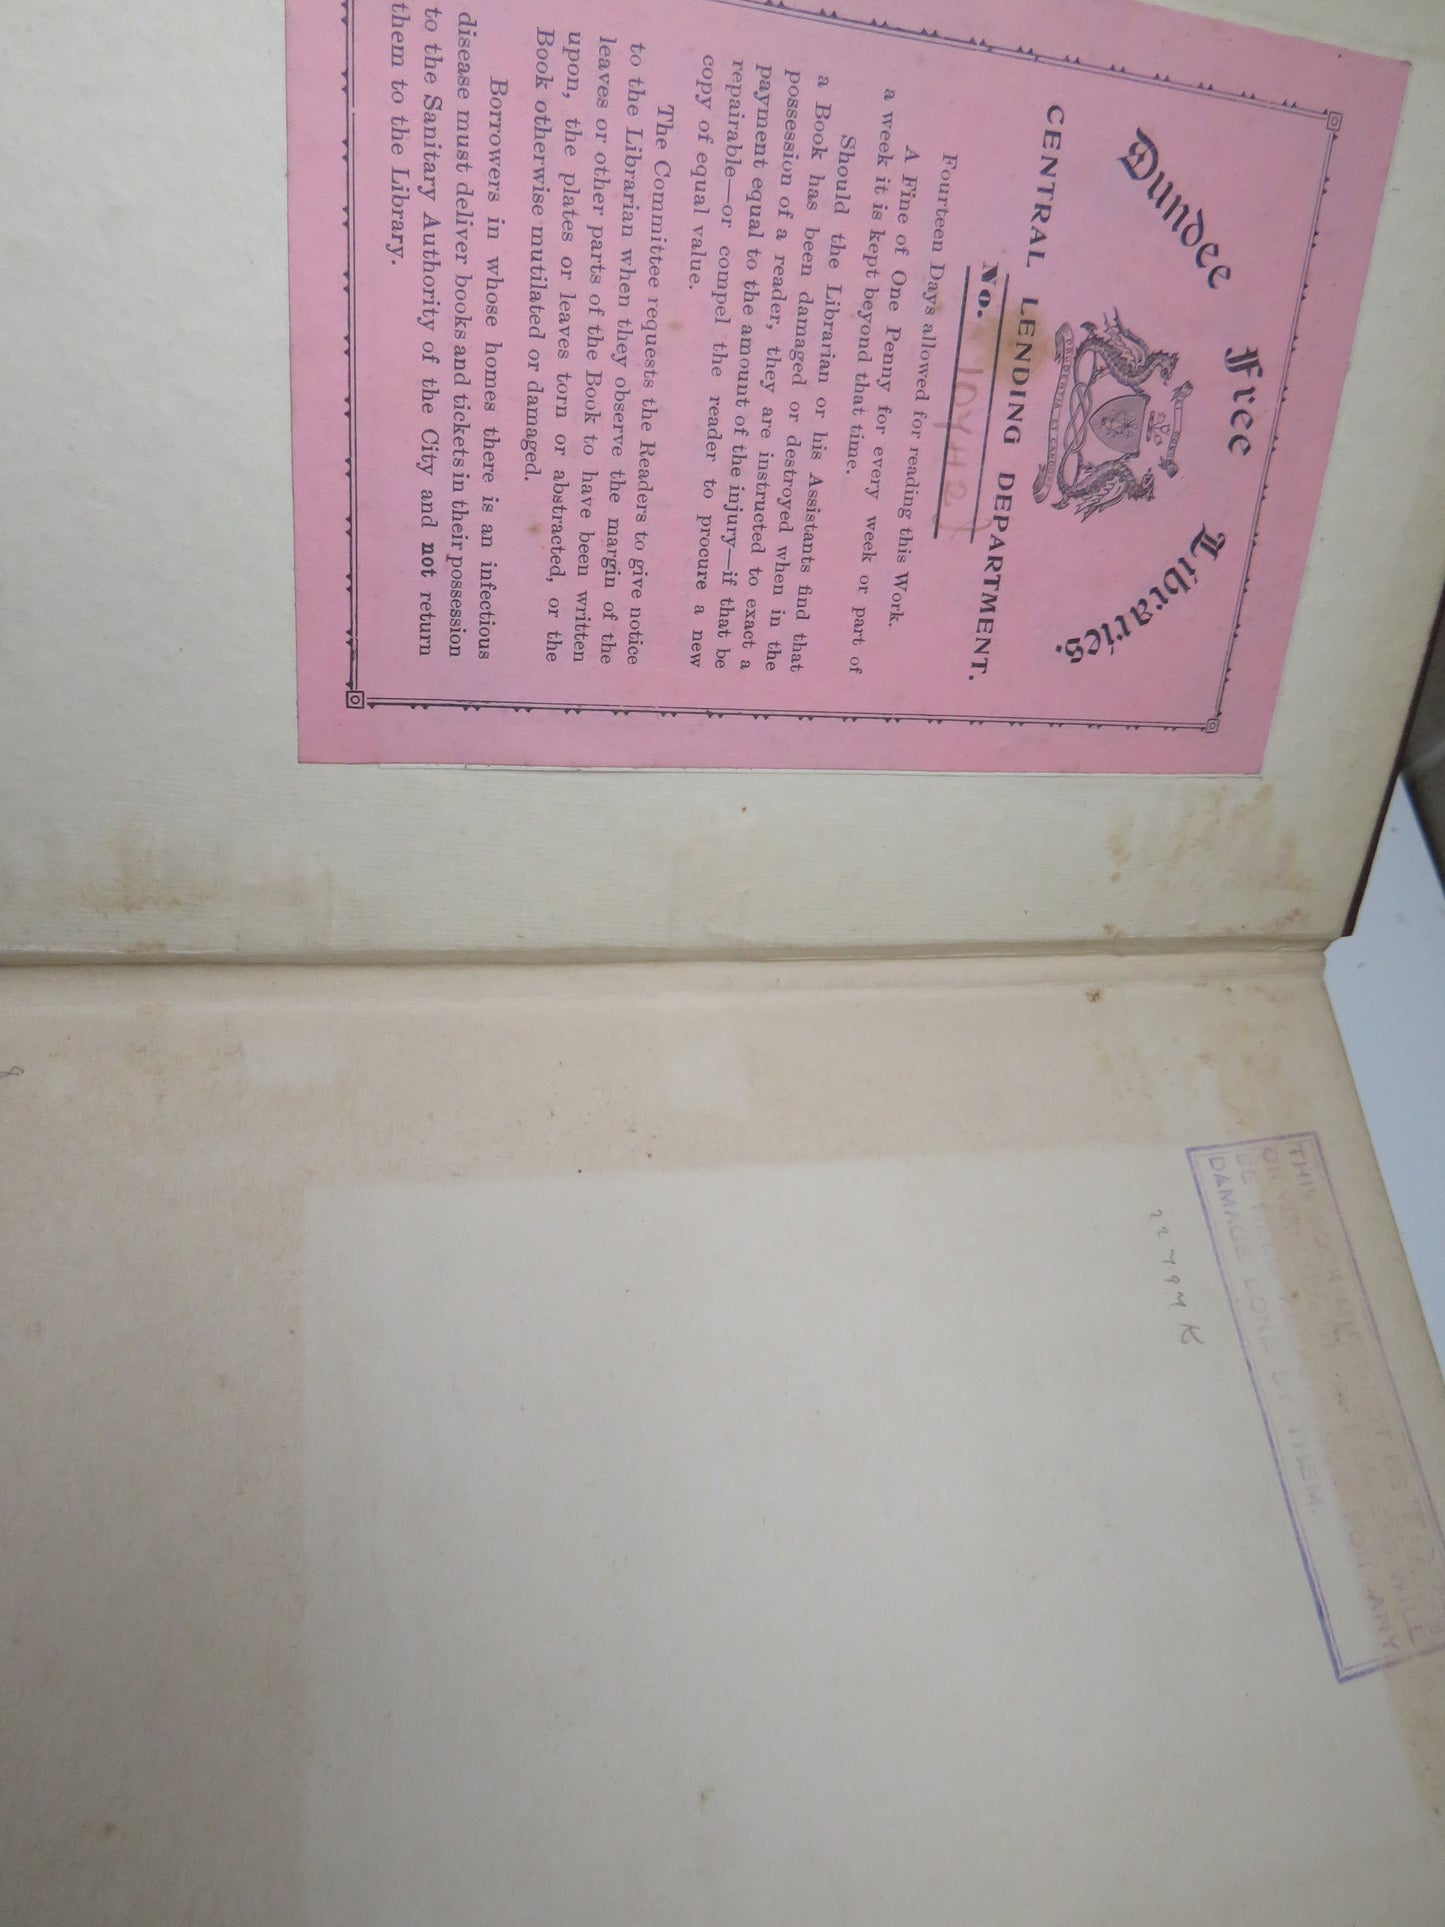 Dundee Free Libraries
CENTRAL LENDING DEPARTMENT.
No.
Fourteen Days allowed for reading this Work.
A Fine of One Penny for every week or part of
a week it is kept beyond that time.
Should the Librarian or his Assistants find that
a Book has been damaged or destroyed when in the
possession of a reader, they are instructed to exact a
payment equal to the amount of the injury—if that be
repairable—or compel the reader to procure a new
copy of equal value.
The Committee requests the Readers to give notice
to the Librarian when they observe the margin of the
leaves or other parts of the Book to have been written
upon, the plates or leaves torn or abstracted, or the
Book otherwise mutilated or damaged.
Borrowers in whose homes there is an infectious
disease must deliver books and tickets in their possession
to the Sanitary Authority of the City and not return
them to the Library.
THIS
WILL
BE ANY
DAMAGE DONE BY THEM.